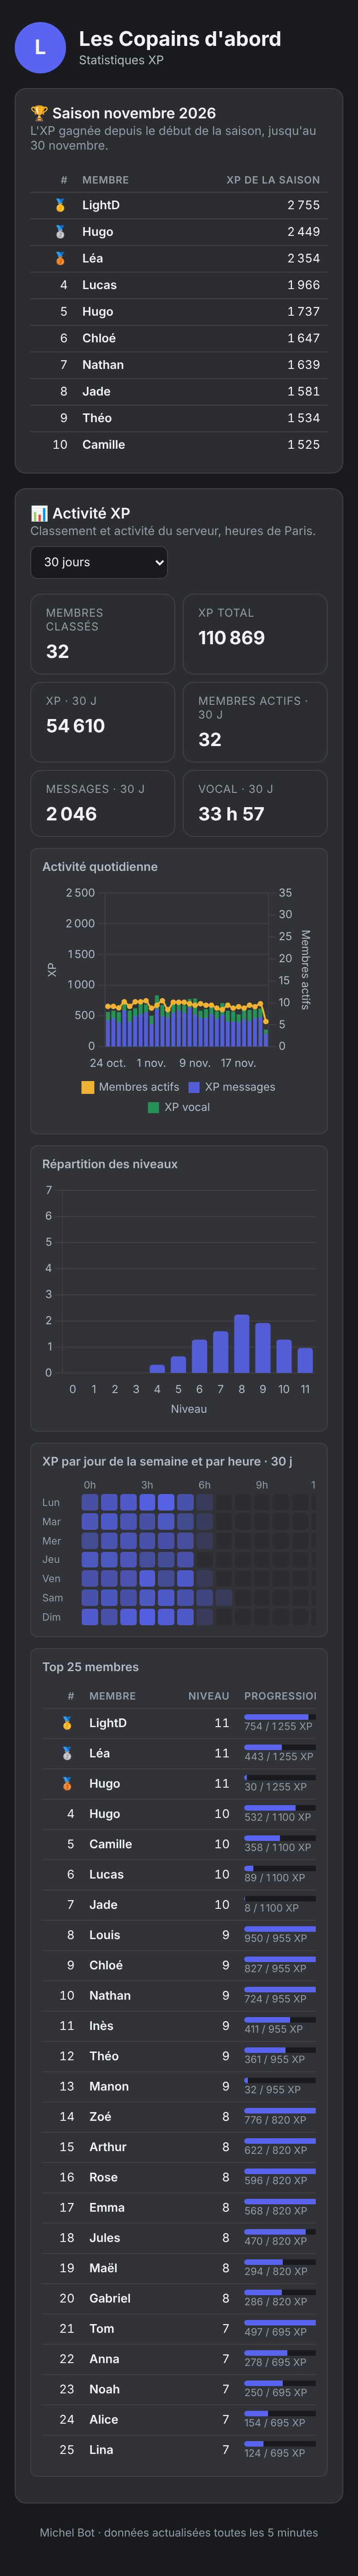 L
Les Copains d'abord
Statistiques XP
🏆 Saison novembre 2026
L'XP gagnée depuis le début de la saison, jusqu'au
30 novembre.
# MEMBRE XP DE LA SAISON
🥇 LightD 2 755
🥈 Hugo 2 449
🥉 Léa 2 354
4 Lucas 1 966
5 Hugo 1 737
6 Chloé 1 647
7 Nathan 1 639
8 Jade 1 581
9 Théo 1 534
10 Camille 1 525
📊 Activité XP
Classement et activité du serveur, heures de Paris.
30 jours
MEMBRES
CLASSÉS
32
XP TOTAL
110 869
XP · 30 J
54 610
MEMBRES ACTIFS ·
30 J
32
MESSAGES · 30 J
2 046
VOCAL · 30 J
33 h 57
Activité quotidienne
2 500 35
30
2 000
25
1 500
20
15
1 000
10
500
5
0 0
XP
Membres actifs
24 oct. 1 nov. 9 nov. 17 nov.
Membres actifs XP messages
XP vocal
Répartition des niveaux
7
6
5
4
3
2
1
0
0 1 2 3 4 5 6 7 8 9 10 11
Niveau
XP par jour de la semaine et par heure · 30 j
0h 3h 6h 9h 1
Lun
Mar
Mer
Jeu
Ven
Sam
Dim
Top 25 membres
# MEMBRE NIVEAU PROGRESSION
🥇 LightD 11 754 / 1 255 XP
🥈 Léa 11 443 / 1 255 XP
🥉 Hugo 11 30 / 1 255 XP
4 Hugo 10 532 / 1 100 XP
5 Camille 10 358 / 1 100 XP
6 Lucas 10 89 / 1 100 XP
7 Jade 10 8 / 1 100 XP
8 Louis 9 950 / 955 XP
9 Chloé 9 827 / 955 XP
10 Nathan 9 724 / 955 XP
11 Inès 9 411 / 955 XP
12 Théo 9 361 / 955 XP
13 Manon 9 32 / 955 XP
14 Zoé 8 776 / 820 XP
15 Arthur 8 622 / 820 XP
16 Rose 8 596 / 820 XP
17 Emma 8 568 / 820 XP
18 Jules 8 470 / 820 XP
19 Maël 8 294 / 820 XP
20 Gabriel 8 286 / 820 XP
21 Tom 7 497 / 695 XP
22 Anna 7 278 / 695 XP
23 Noah 7 250 / 695 XP
24 Alice 7 154 / 695 XP
25 Lina 7 124 / 695 XP
Michel Bot · données actualisées toutes les 5 minutes